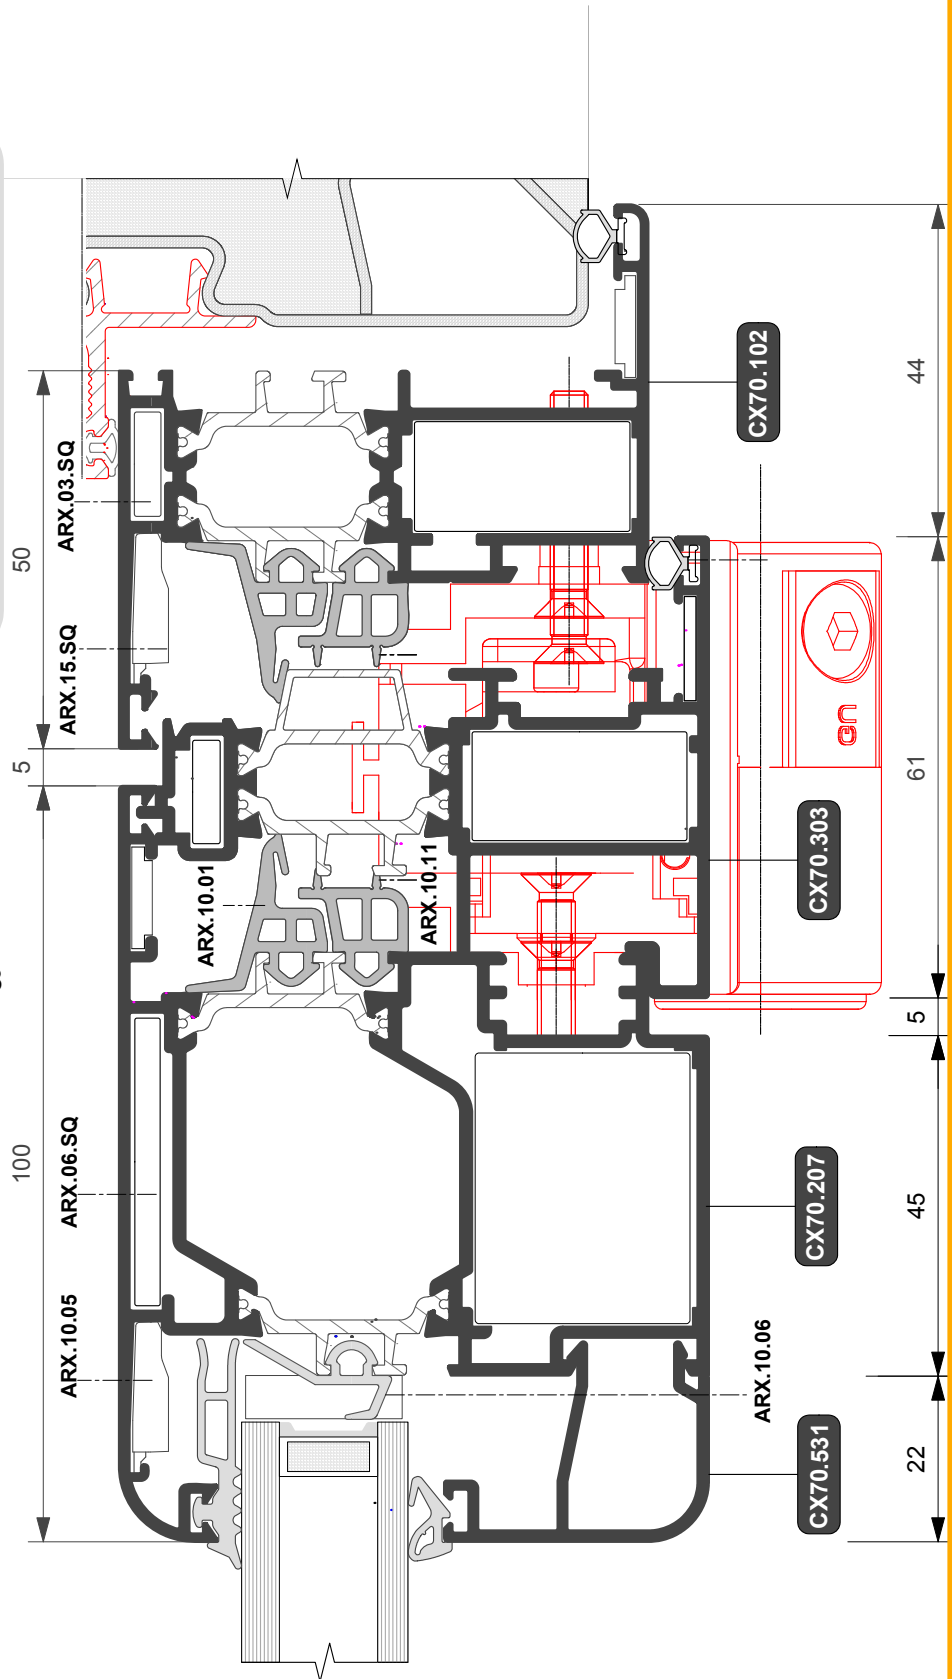 50
5
100
ARX.03.SQ
ARX.15.SQ
ARX.10.01
ARX.10.11
ARX.06.SQ
ARX.10.05
ARX.10.06
CX70.102
CX70.303
CX70.207
CX70.531
44
61
5
45
22